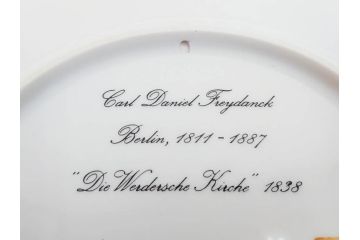 Carl Daniel Freydanck
Berlin, 1811 - 1887
"Die Werdersche Kirche" 1838